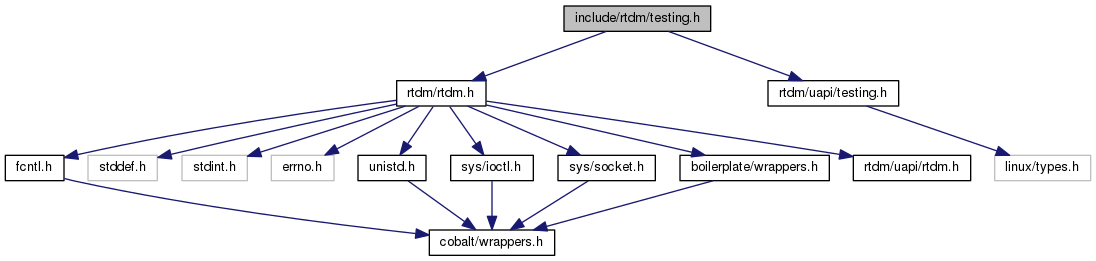 include/rtdm/testing.h
rtdm/rtdm.h
rtdm/uapi/testing.h
fcntl.h
stddef.h
stdint.h
errno.h
unistd.h
sys/ioctl.h
sys/socket.h
boilerplate/wrappers.h
rtdm/uapi/rtdm.h
linux/types.h
cobalt/wrappers.h